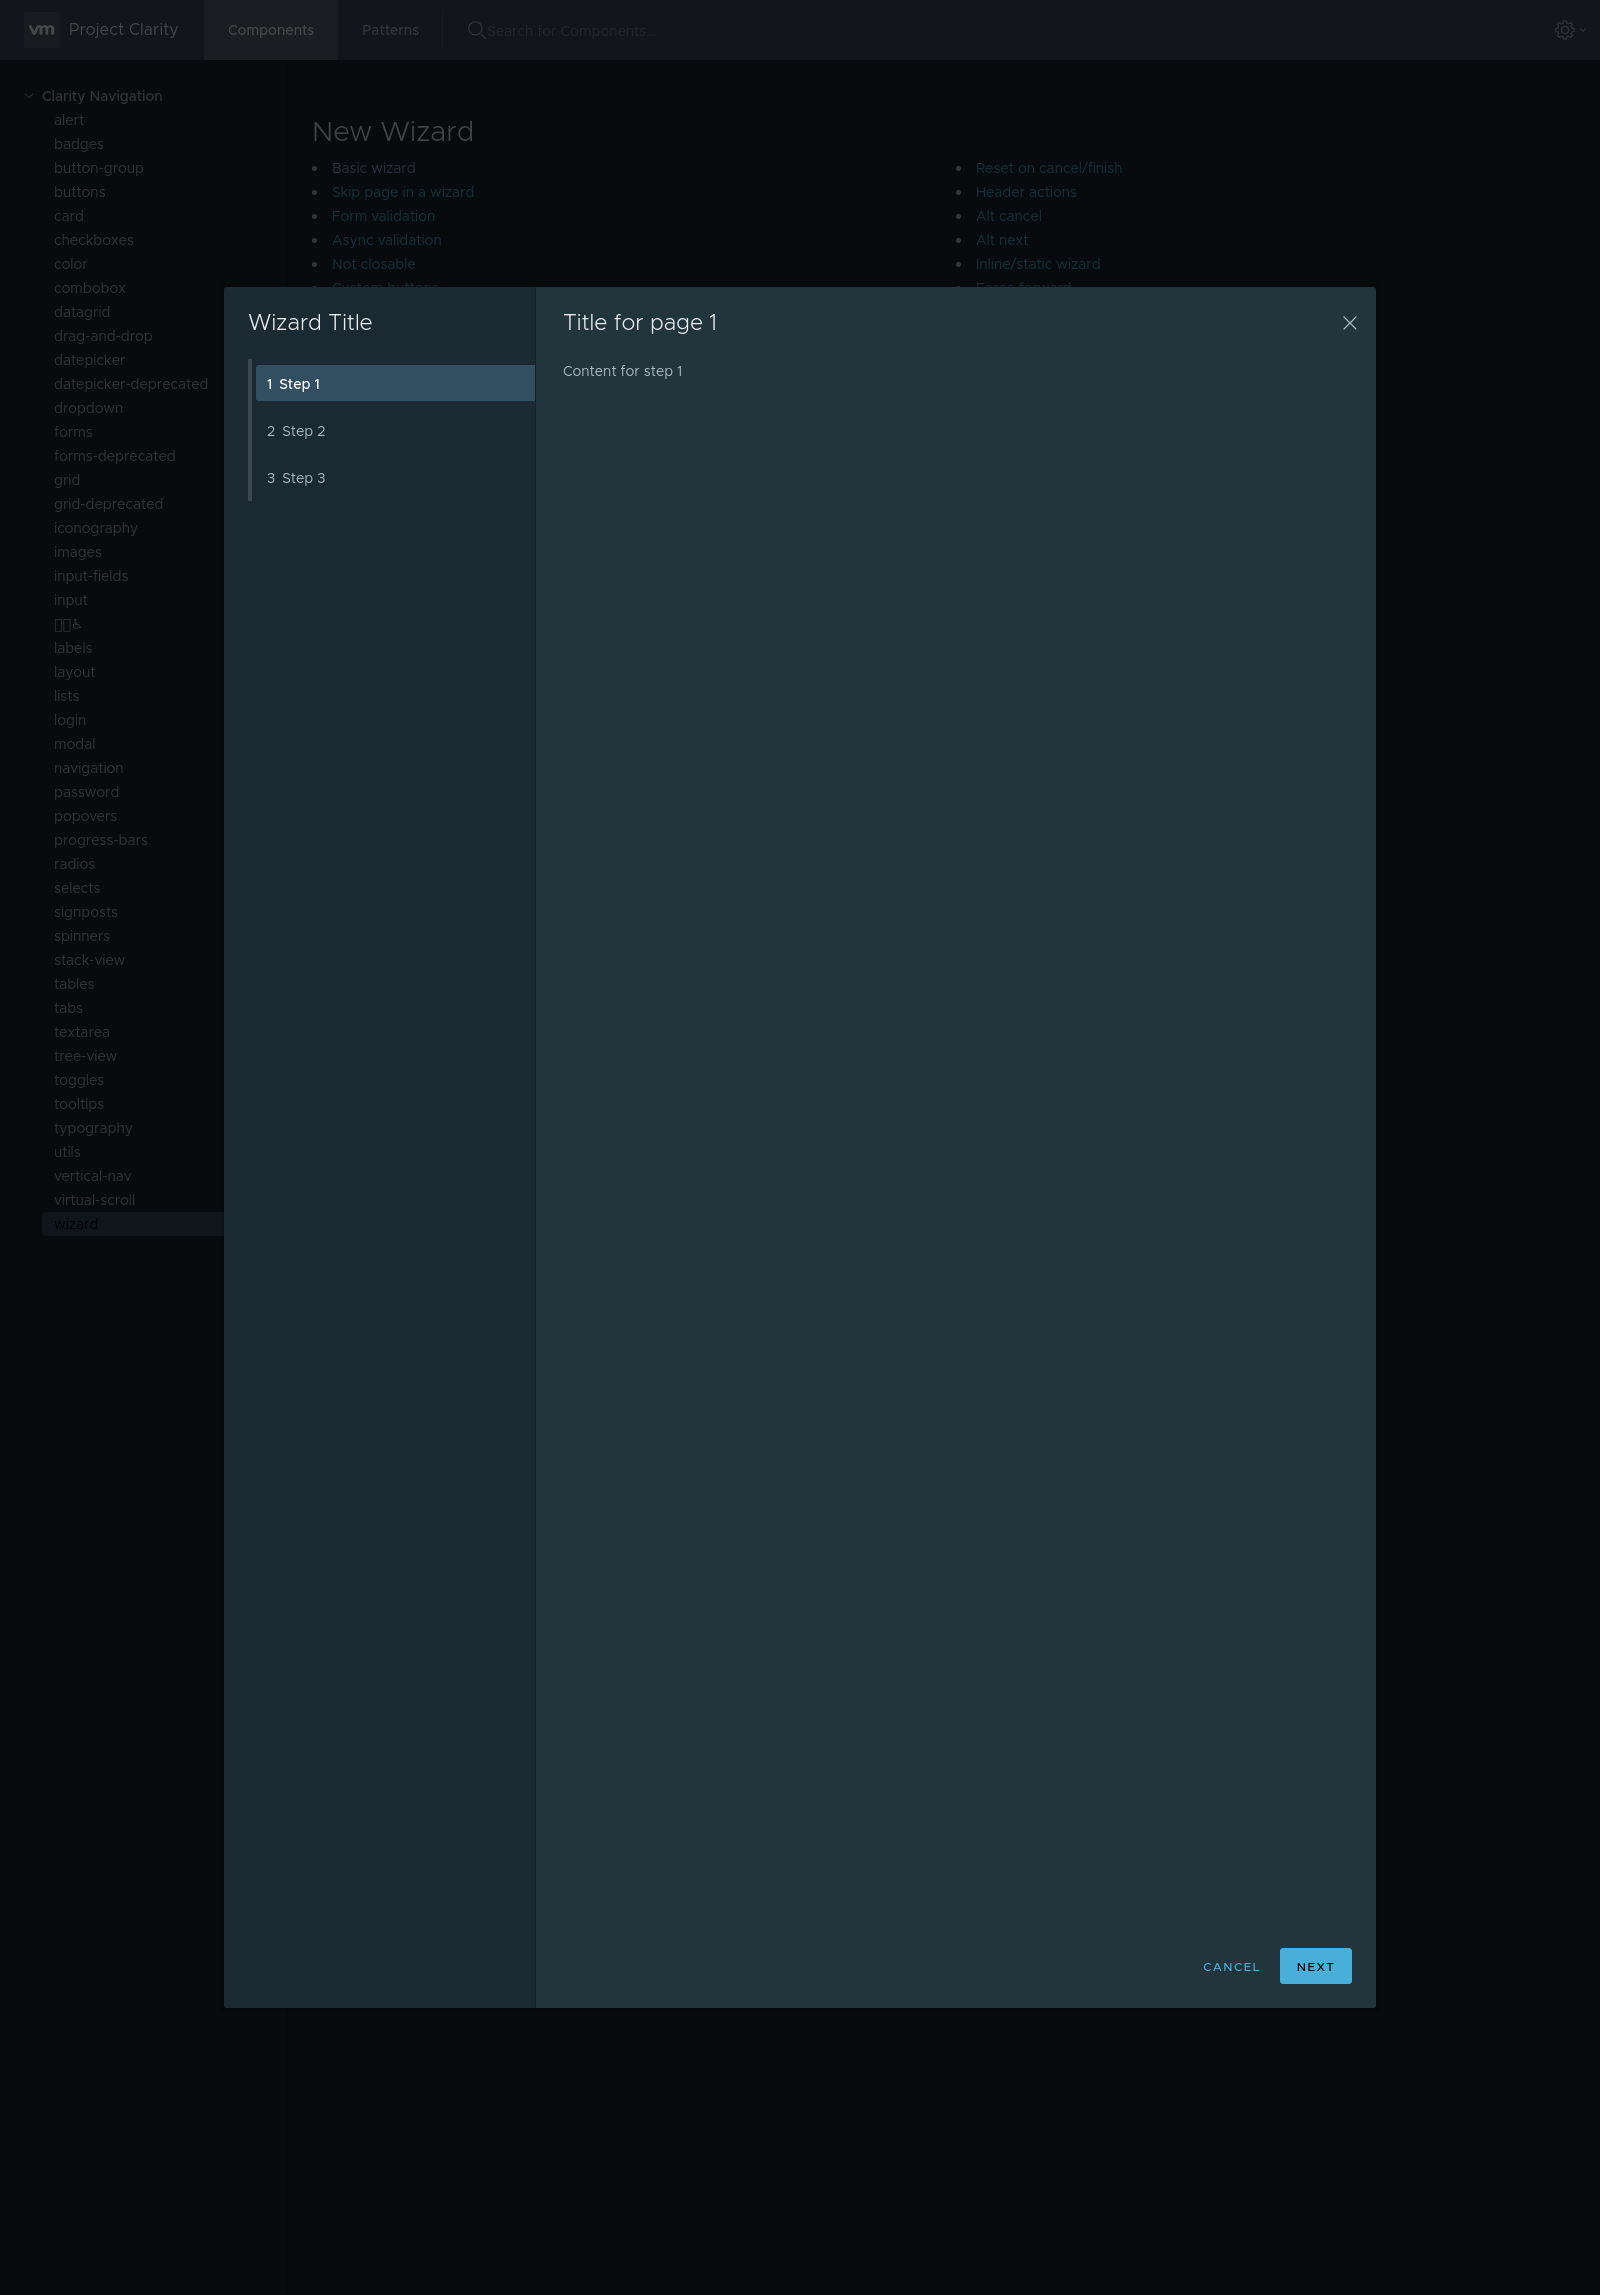 vm Project Clarity Components Patterns Search for Components...
Clarity Navigation
alert
badges
button-group
buttons
card
checkboxes
color
combobox
datagrid
drag-and-drop
datepicker
datepicker-deprecated
dropdown
forms
forms-deprecated
grid
grid-deprecated
iconography
images
input-fields
input
labels
layout
lists
login
modal
navigation
password
popovers
progress-bars
radios
selects
signposts
spinners
stack-view
tables
tabs
textarea
tree-view
toggles
tooltips
typography
utils
vertical-nav
virtual-scroll
wizard
New Wizard
Basic wizard
Skip page in a wizard
Form validation
Async validation
Not closable
Custom buttons
Reset on cancel/finish
Header actions
Alt cancel
Alt next
Inline/static wizard
Force forward
Wizard Title
1 Step 1
2 Step 2
3 Step 3
Title for page 1
Content for step 1
CANCEL NEXT